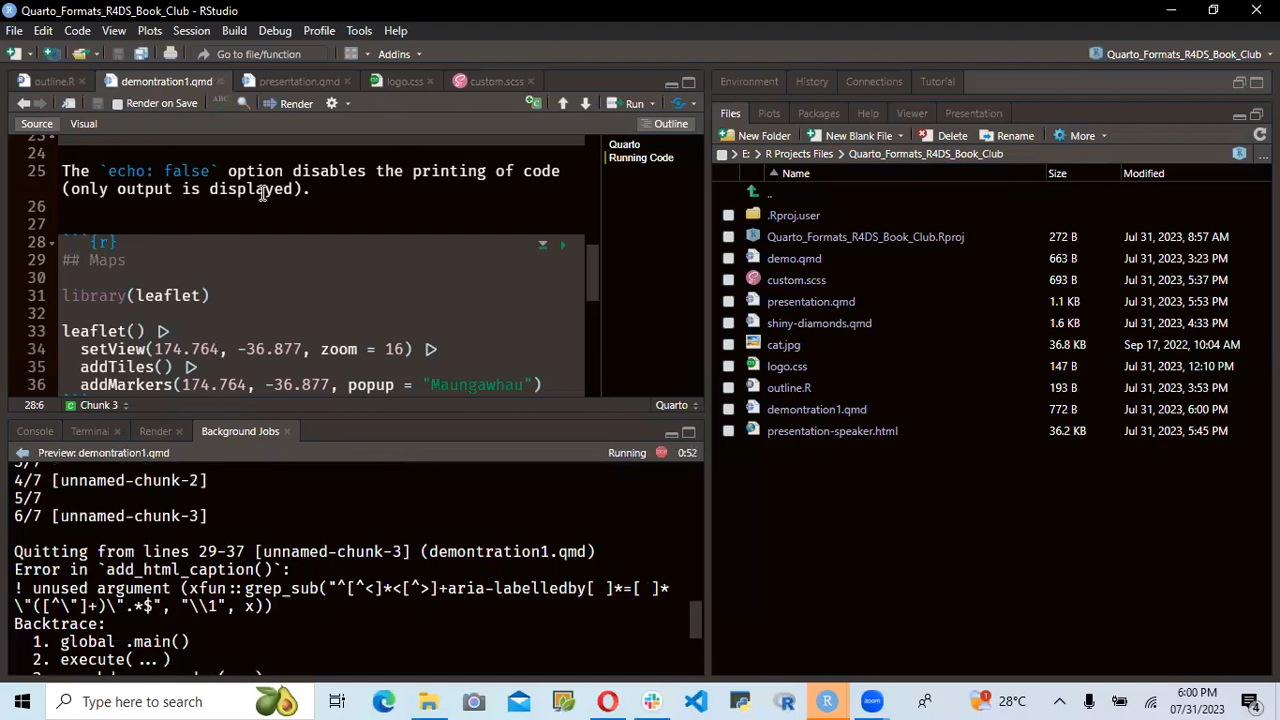 Quarto_Formats_R4DS_Book_Club - RStudio
File Edit Code View Plots Session Build Debug Profile Tools Help
Go to file/function Addins Quarto_Formats_R4DS_Book_Club
outline.R demontration1.qmd presentation.qmd logo.css custom.scss
Environment History Connections Tutorial
Render on Save ABC Render Run
Files Plots Packages Help Viewer Presentation
Source Visual Outline
New Folder New Blank File Delete Rename More
E: R Projects Files Quarto_Formats_R4DS_Book_Club
Name Size Modified
..
.Rproj.user
Quarto_Formats_R4DS_Book_Club.Rproj 272 B Jul 31, 2023, 8:57 AM
demo.qmd 663 B Jul 31, 2023, 3:23 PM
custom.scss 693 B Jul 31, 2023, 5:37 PM
presentation.qmd 1.1 KB Jul 31, 2023, 5:53 PM
shiny-diamonds.qmd 1.6 KB Jul 31, 2023, 7:33 PM
cat.jpg 36.8 KB Sep 17, 2022, 10:04 AM
logo.css 147 B Jul 31, 2023, 12:10 PM
outline.R 193 B Jul 31, 2023, 3:53 PM
demontration1.qmd 772 B Jul 31, 2023, 6:00 PM
presentation-speaker.html 36.2 KB Jul 31, 2023, 5:45 PM
Quarto
Running Code
23
24
25 The `echo: false` option disables the printing of code
(only output is displayed).
26
27
28 ```{r}
29 ## Maps
30
31 library(leaflet)
32
33 leaflet() |>
34 setView(174.764, -36.877, zoom = 16) |>
35 addTiles() |>
36 addMarkers(174.764, -36.877, popup = "Maungawhau")
28:6 Chunk 3 Quarto
Console Terminal Render Background Jobs
Preview: demontration1.qmd Running 0:52
3/7
4/7 [unnamed-chunk-2]
5/7
6/7 [unnamed-chunk-3]
Quitting from lines 29-37 [unnamed-chunk-3] (demontration1.qmd)
Error in `add_html_caption()`:
! unused argument (xfun::grep_sub("^[^<]*<[^>]+aria-labelledby[ ]*=[ ]*
\"([^\"]+)\".*$", "\\1", x))
Backtrace:
1. global .main()
2. execute( ... )
Type here to search
28°C
6:00 PM
07/31/2023
4